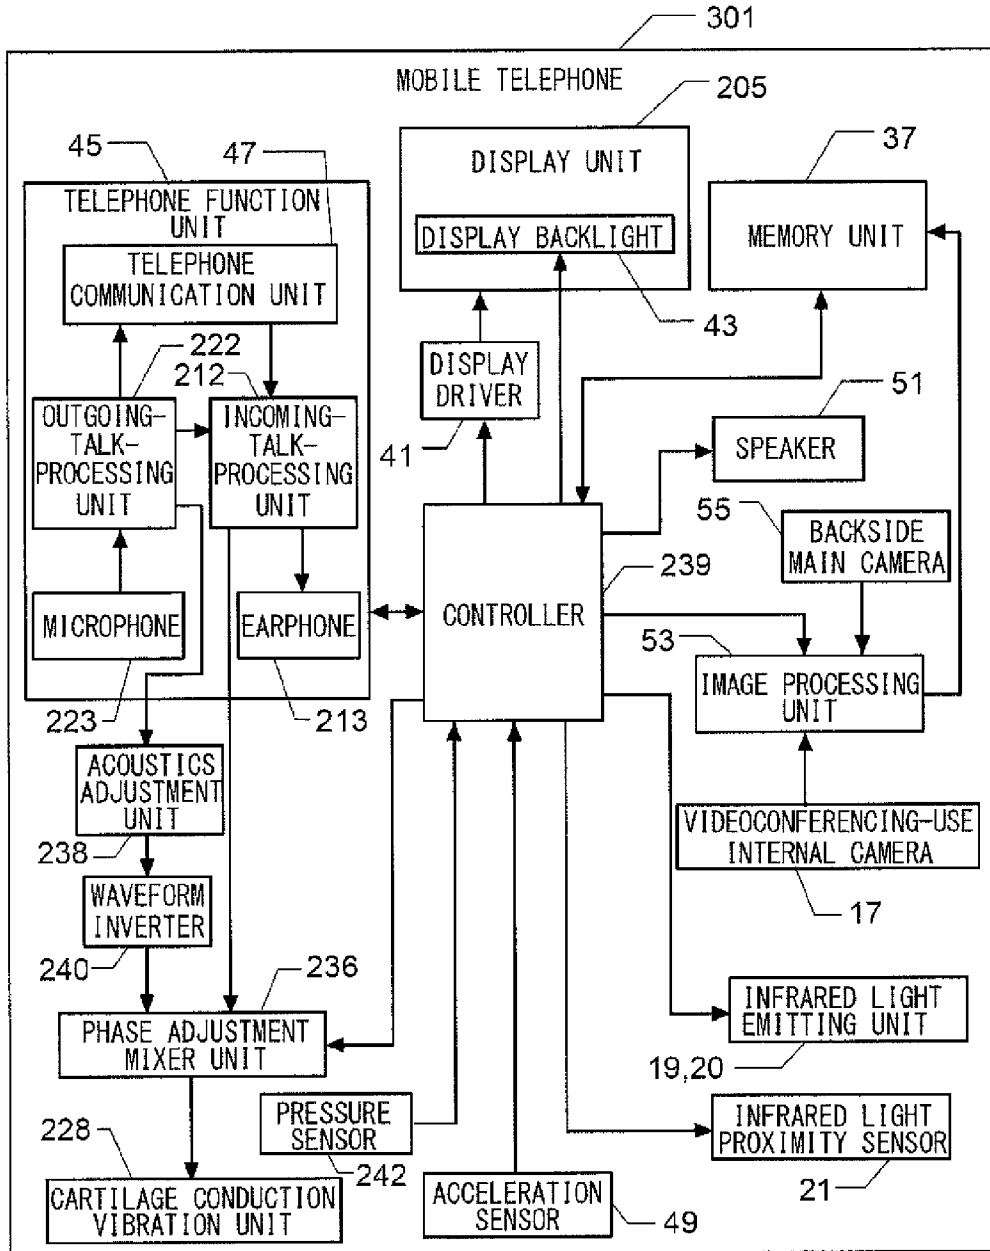 301
MOBILE TELEPHONE
205
45
47
37
TELEPHONE FUNCTION
UNIT
DISPLAY UNIT
DISPLAY BACKLIGHT
MEMORY UNIT
TELEPHONE
COMMUNICATION UNIT
43
222
212
DISPLAY
DRIVER
41
51
OUTGOING-
TALK-
PROCESSING
UNIT
INCOMING-
TALK-
PROCESSING
UNIT
SPEAKER
55
BACKSIDE
MAIN CAMERA
239
CONTROLLER
MICROPHONE
EARPHONE
53
IMAGE PROCESSING
UNIT
223
213
ACOUSTICS
ADJUSTMENT
UNIT
238
VIDEOCONFERENCING-USE
INTERNAL CAMERA
17
WAVEFORM
INVERTER
240
236
PHASE ADJUSTMENT
MIXER UNIT
INFRARED LIGHT
EMITTING UNIT
19,20
PRESSURE
SENSOR
242
INFRARED LIGHT
PROXIMITY SENSOR
21
228
CARTILAGE CONDUCTION
VIBRATION UNIT
ACCELERATION
SENSOR
49